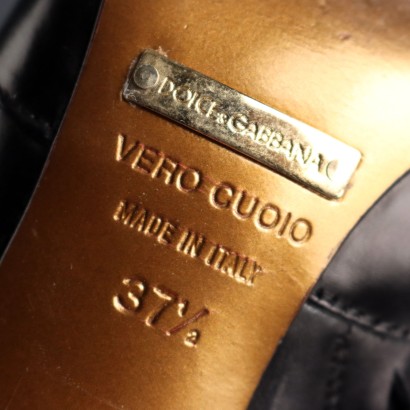 DOLCE & GABBANA
VERO CUOIO
MADE IN ITALY
37½